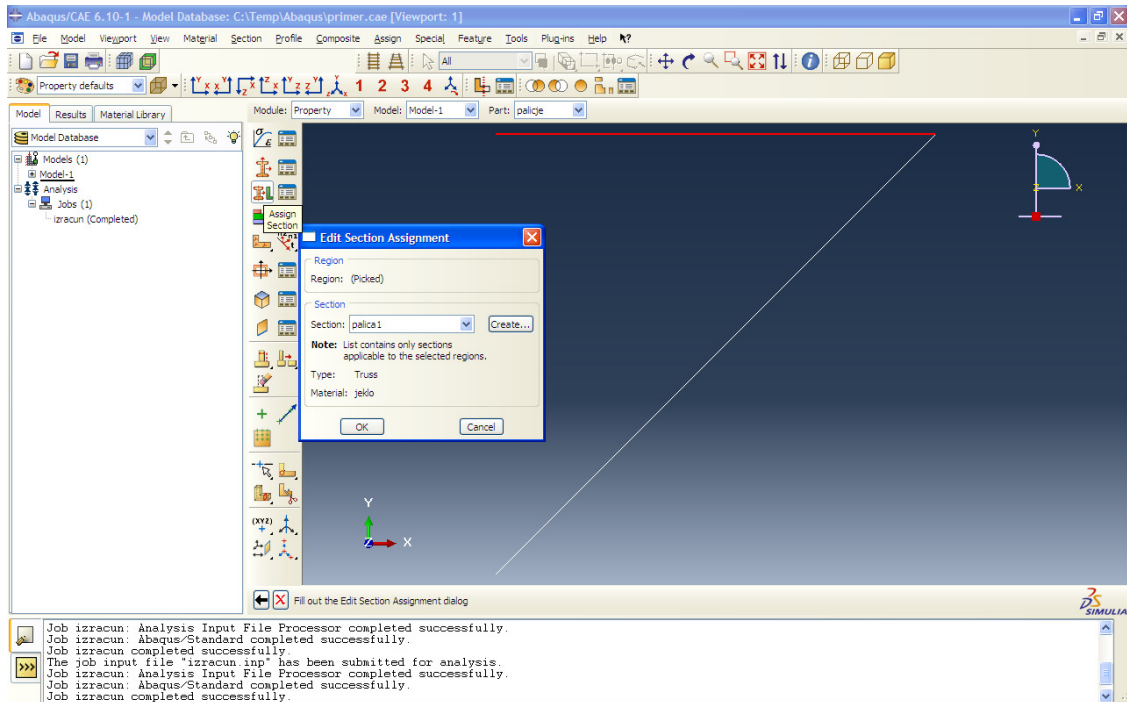 Abaqus/CAE 6.10-1 - Model Database: C:\Temp\Abaqus\primer.cae [Viewport: 1]
File Model Viewport View Material Section Profile Composite Assign Special Feature Tools Plug-ins Help
All
Property defaults
1 2 3 4
Model Results Material Library
Module: Property Model: Model-1 Part: palicje
Model Database
Models (1)
Model-1
Analysis
Jobs (1)
izracun (Completed)
Assign
Section
Edit Section Assignment
Region
Region: (Picked)
Section
Section: palica1 Create...
Note: List contains only sections
applicable to the selected regions.
Type: Truss
Material: jeklo
OK Cancel
(XYZ)
Y
X
Z
Y
X
Z
Fill out the Edit Section Assignment dialog
SIMULIA
Job izracun: Analysis Input File Processor completed successfully.
Job izracun: Abaqus/Standard completed successfully.
Job izracun completed successfully.
The job input file "izracun.inp" has been submitted for analysis.
Job izracun: Analysis Input File Processor completed successfully.
Job izracun: Abaqus/Standard completed successfully.
Job izracun completed successfully.